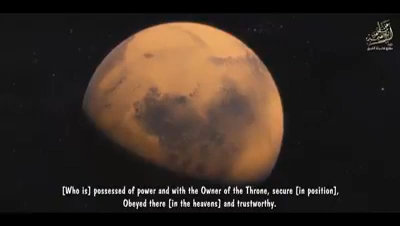 [Who is] possessed of power and with the Owner of the Throne, secure [in position],
Obeyed there [in the heavens] and trustworthy.